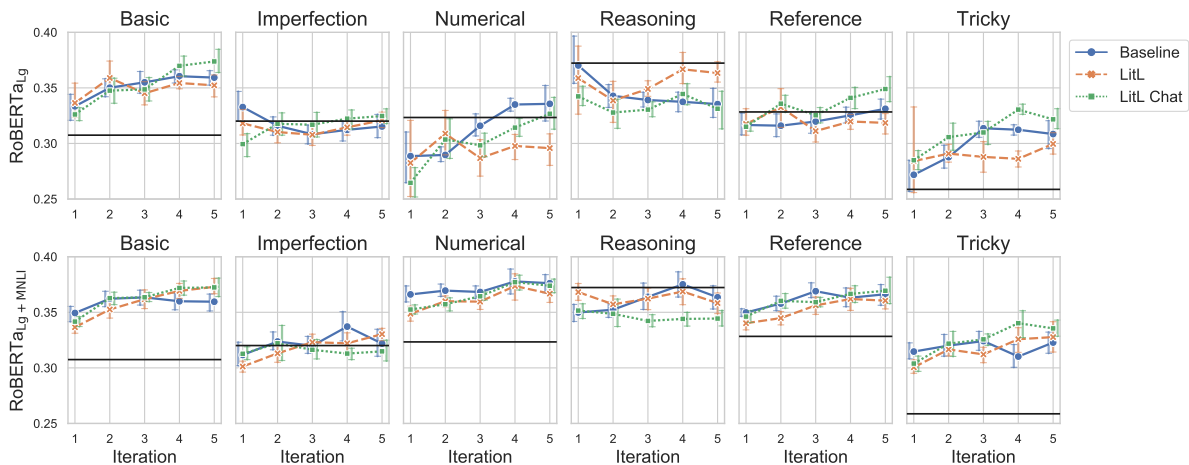 Basic Imperfection Numerical Reasoning Reference Tricky
0.40
0.35
0.30
0.25
RoBERTa_Lg
1 2 3 4 5 1 2 3 4 5 1 2 3 4 5 1 2 3 4 5 1 2 3 4 5 1 2 3 4 5
Baseline
LitL
LitL Chat
Basic Imperfection Numerical Reasoning Reference Tricky
0.40
0.35
0.30
0.25
RoBERTa_Lg + MNLI
1 2 3 4 5 1 2 3 4 5 1 2 3 4 5 1 2 3 4 5 1 2 3 4 5 1 2 3 4 5
Iteration Iteration Iteration Iteration Iteration Iteration